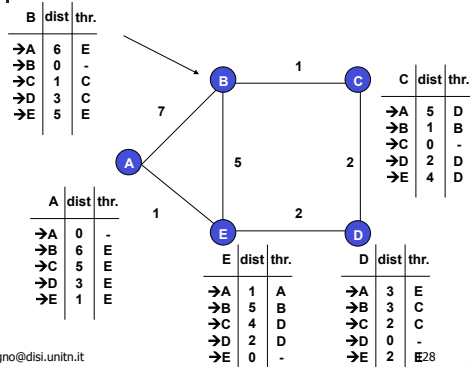 B dist thr.
→A 6 E
→B 0 -
→C 1 C
→D 3 C
→E 5 E
1
B
C
C dist thr.
→A 5 D
→B 1 B
→C 0 -
→D 2 D
→E 4 D
7
A
5
2
1
2
E
D
A dist thr.
→A 0 -
→B 6 E
→C 5 E
→D 3 E
→E 1 E
E dist thr.
→A 1 A
→B 5 B
→C 4 D
→D 2 D
→E 0 -
D dist thr.
→A 3 E
→B 3 C
→C 2 C
→D 0 -
→E 2 E
gno@disi.unitn.it
28